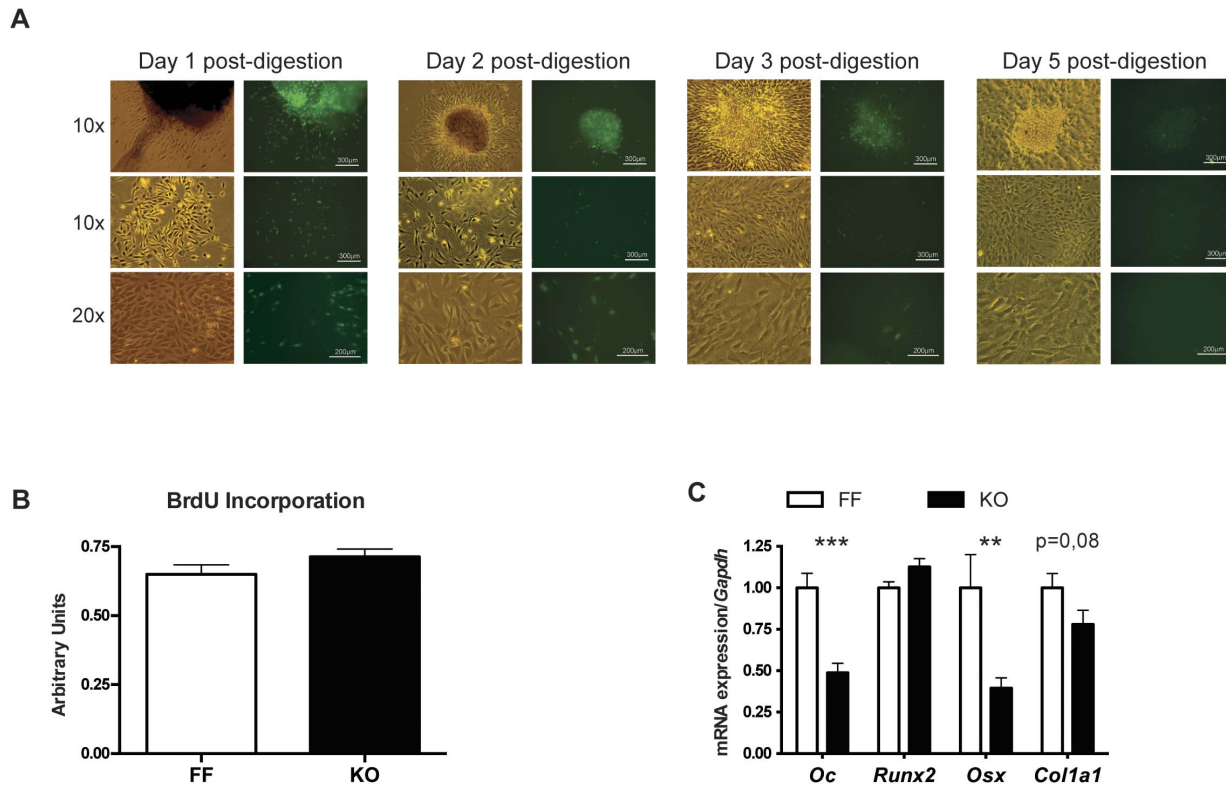 A
Day 1 post-digestion Day 2 post-digestion Day 3 post-digestion Day 5 post-digestion
10x
300µm 300µm 300µm 300µm
10x
300µm 300µm 300µm 300µm
20x
200µm 200µm 200µm 200µm
B
BrdU Incorporation
Arbitrary Units
0.75
0.50
0.25
0.00
FF KO
C
FF KO
mRNA expression/Gapdh
*** ** p=0,08
1.25
1.00
0.75
0.50
0.25
0.00
Oc Runx2 Osx Col1a1